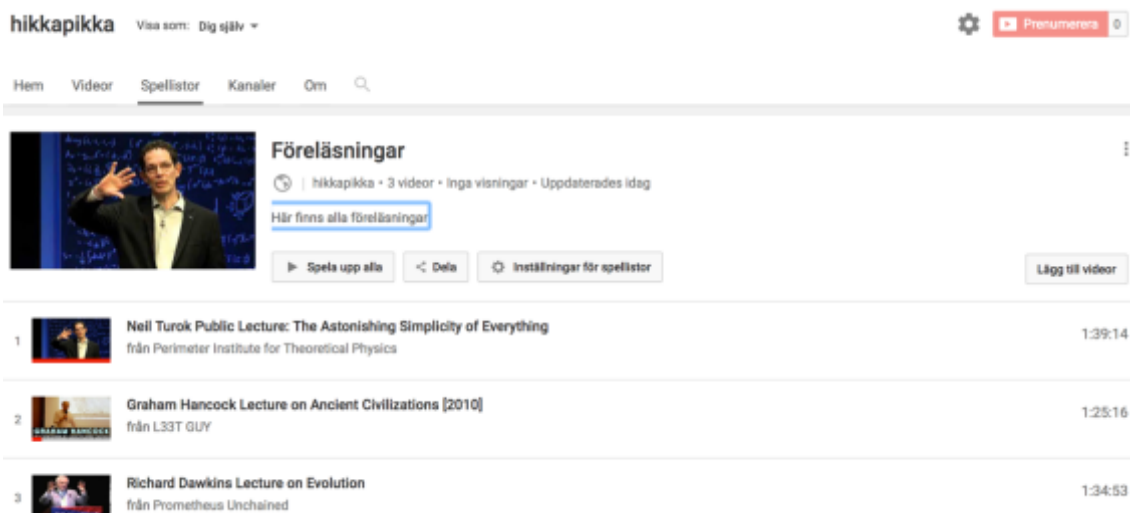 hikkapikka Visa som: Dig själv
Prenumerera 0
Hem Videor Spellistor Kanaler Om
Föreläsningar
hikkapikka • 3 videor • Inga visningar • Uppdaterades idag
Här finns alla föreläsningar
Spela upp alla Dela Inställningar för spellistor Lägg till videor
1 Neil Turok Public Lecture: The Astonishing Simplicity of Everything 1:39:14
från Perimeter Institute for Theoretical Physics
2 Graham Hancock Lecture on Ancient Civilizations [2010] 1:25:16
från L33T GUY
GRAHAM HANCOCK
3 Richard Dawkins Lecture on Evolution 1:34:53
från Prometheus Unchained